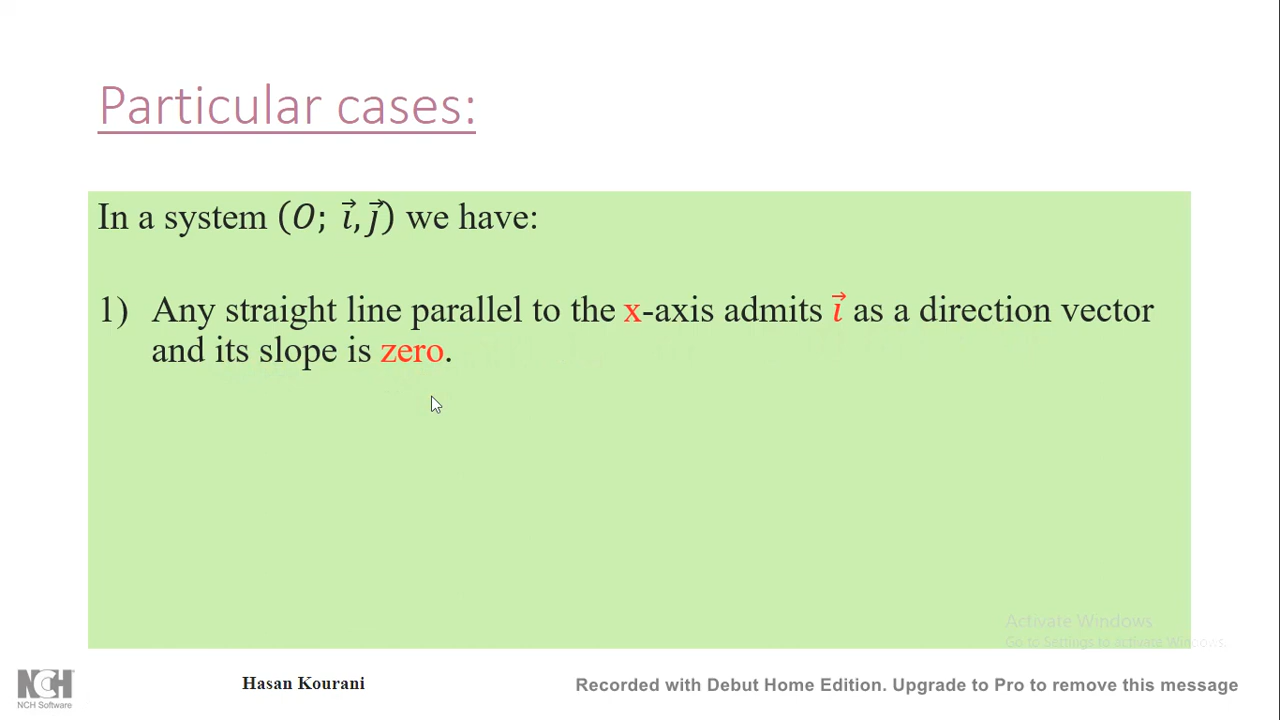 Particular cases:
In a system (O; i⃗, j⃗) we have:
1) Any straight line parallel to the x-axis admits i⃗ as a direction vector
and its slope is zero.
Activate Windows
Go to Settings to activate Windows.
NCH
NCH Software
Hasan Kourani
Recorded with Debut Home Edition. Upgrade to Pro to remove this message